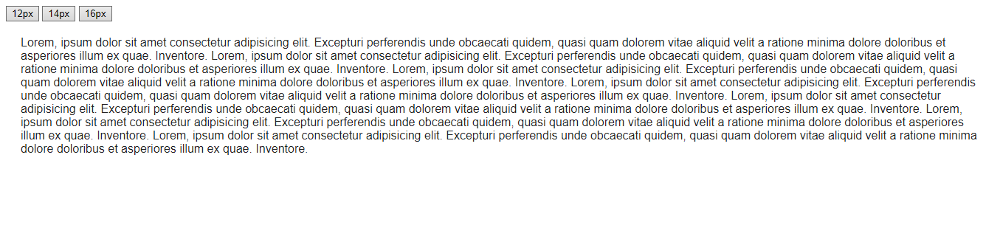 12px 14px 16px
Lorem, ipsum dolor sit amet consectetur adipisicing elit. Excepturi perferendis unde obcaecati quidem, quasi quam dolorem vitae aliquid velit a ratione minima dolore doloribus et
asperiores illum ex quae. Inventore. Lorem, ipsum dolor sit amet consectetur adipisicing elit. Excepturi perferendis unde obcaecati quidem, quasi quam dolorem vitae aliquid velit a
ratione minima dolore doloribus et asperiores illum ex quae. Inventore. Lorem, ipsum dolor sit amet consectetur adipisicing elit. Excepturi perferendis unde obcaecati quidem, quasi
quam dolorem vitae aliquid velit a ratione minima dolore doloribus et asperiores illum ex quae. Inventore. Lorem, ipsum dolor sit amet consectetur adipisicing elit. Excepturi perferendis
unde obcaecati quidem, quasi quam dolorem vitae aliquid velit a ratione minima dolore doloribus et asperiores illum ex quae. Inventore. Lorem, ipsum dolor sit amet consectetur
adipisicing elit. Excepturi perferendis unde obcaecati quidem, quasi quam dolorem vitae aliquid velit a ratione minima dolore doloribus et asperiores illum ex quae. Inventore. Lorem,
ipsum dolor sit amet consectetur adipisicing elit. Excepturi perferendis unde obcaecati quidem, quasi quam dolorem vitae aliquid velit a ratione minima dolore doloribus et asperiores
illum ex quae. Inventore. Lorem, ipsum dolor sit amet consectetur adipisicing elit. Excepturi perferendis unde obcaecati quidem, quasi quam dolorem vitae aliquid velit a ratione minima
dolore doloribus et asperiores illum ex quae. Inventore.